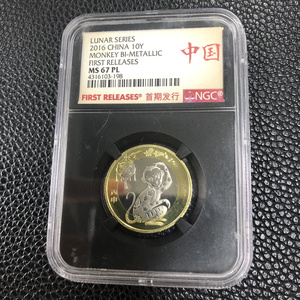 LUNAR SERIES
2016 CHINA 10Y
MONKEY BI-METALLIC
FIRST RELEASES
MS 67 PL
4316103-198
中国
FIRST RELEASES® 首期发行
NGC